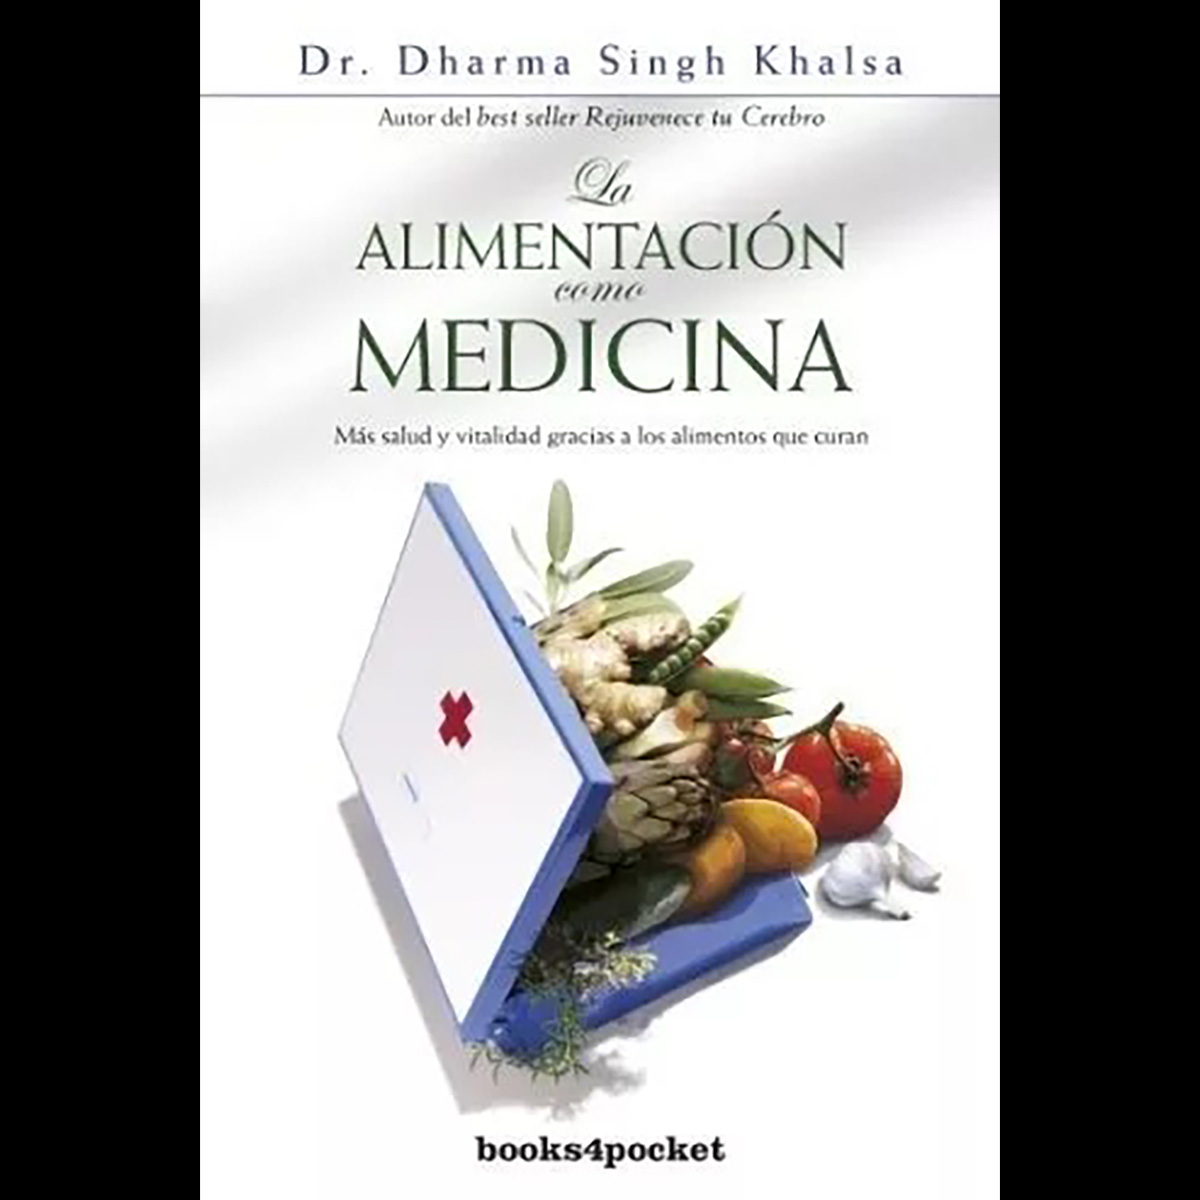 Dr. Dharma Singh Khalsa
Autor del best seller Rejuvenece tu Cerebro
La
ALIMENTACIÓN
como
MEDICINA
Más salud y vitalidad gracias a los alimentos que curan
books4pocket